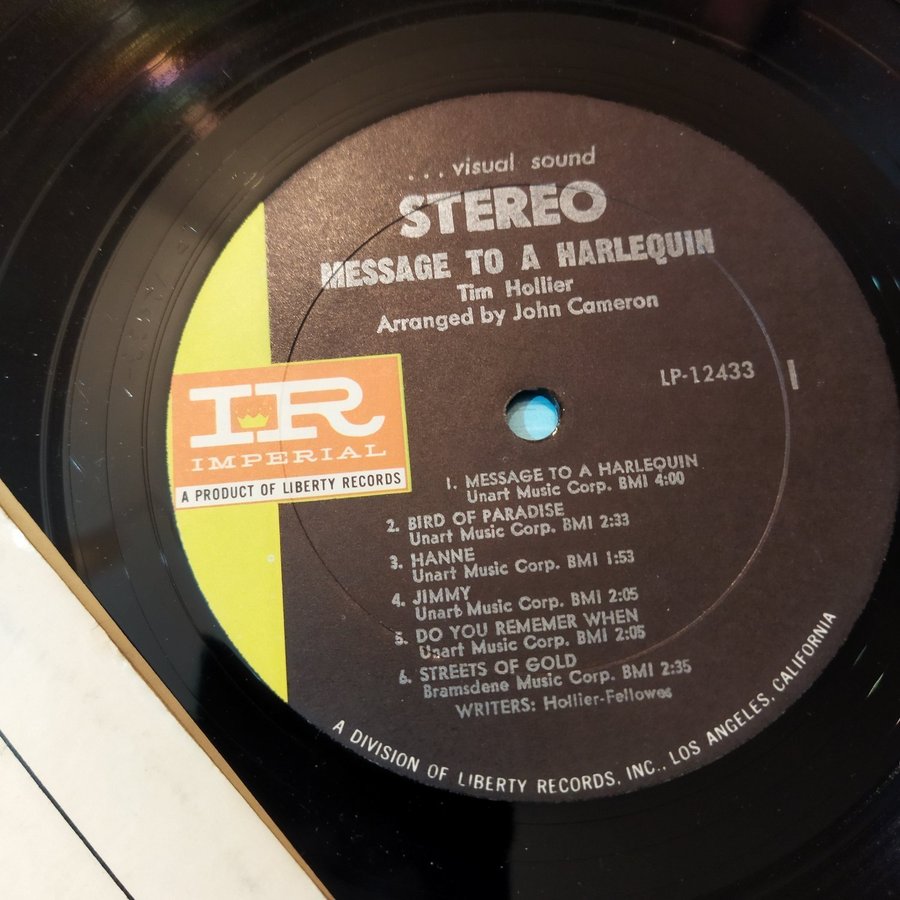 ...visual sound
STEREO
MESSAGE TO A HARLEQUIN
Tim Hollier
Arranged by John Cameron
LP-12433 1
IR
IMPERIAL
A PRODUCT OF LIBERTY RECORDS
1. MESSAGE TO A HARLEQUIN
Unart Music Corp. BMI 4:00
2. BIRD OF PARADISE
Unart Music Corp. BMI 2:33
3. HANNE
Unart Music Corp. BMI 1:53
4. JIMMY
Unart Music Corp. BMI 2:05
5. DO YOU REMEMER WHEN
Unart Music Corp. BMI 2:05
6. STREETS OF GOLD
Bramsdene Music Corp. BMI 2:35
WRITERS: Hollier-Fellowes
A DIVISION OF LIBERTY RECORDS, INC., LOS ANGELES, CALIFORNIA